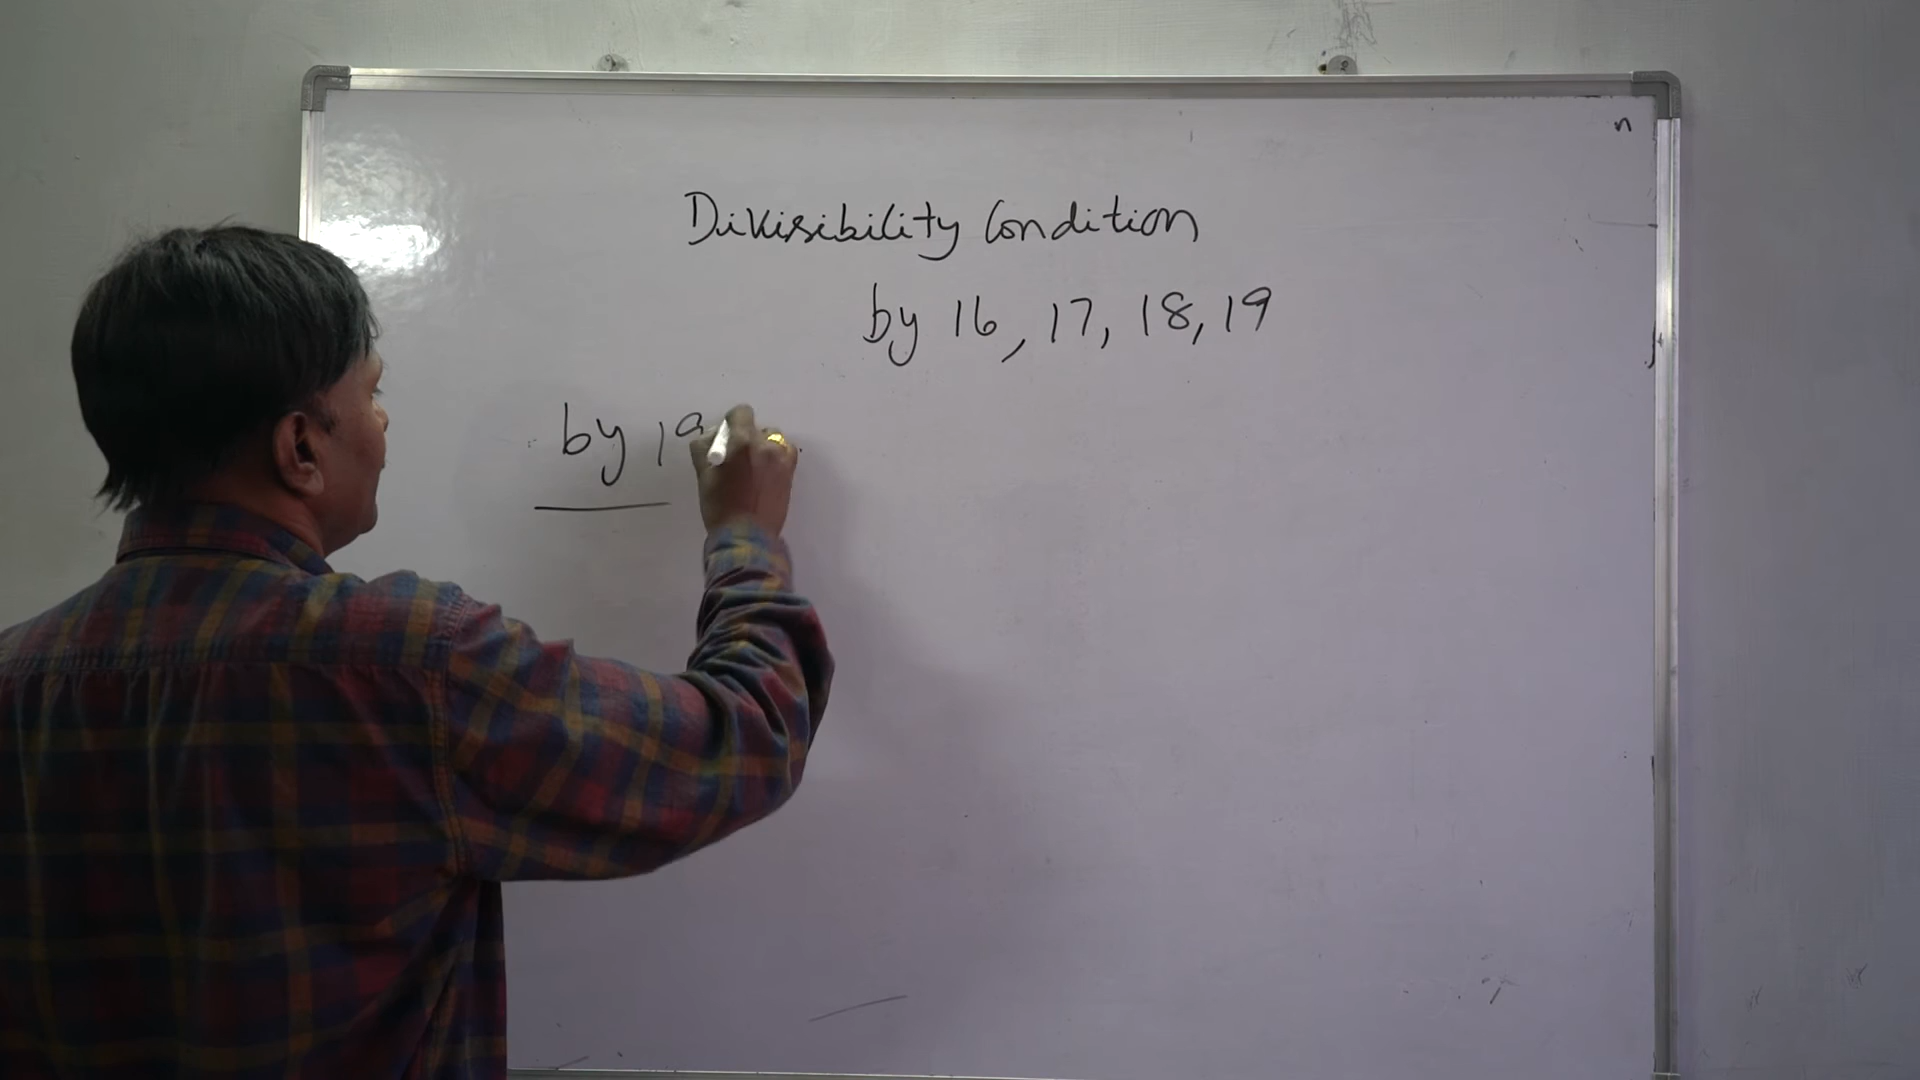 n
Divisibility Condition
by 16, 17, 18, 19
by 19